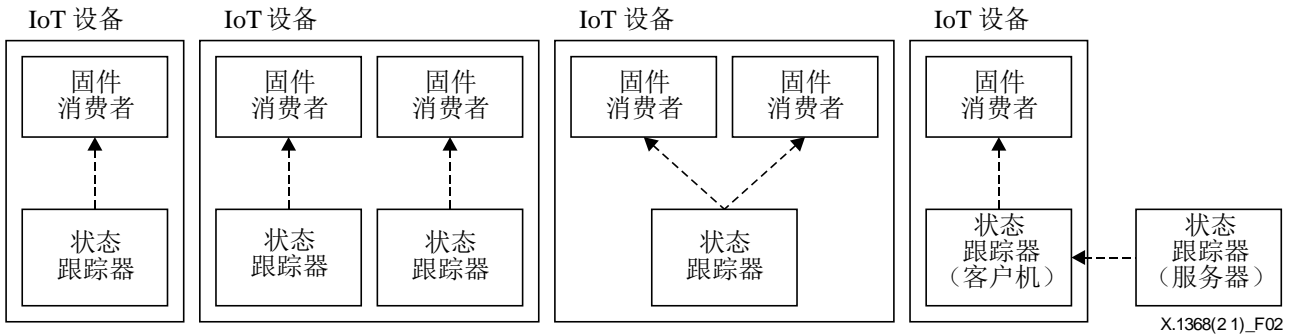 IoT 设备
IoT 设备
IoT 设备
IoT 设备
固件
消费者
固件
消费者
固件
消费者
固件
消费者
固件
消费者
固件
消费者
状态
跟踪器
状态
跟踪器
状态
跟踪器
状态
跟踪器
状态
跟踪器
（客户机）
状态
跟踪器
（服务器）
X.1368(21)_F02